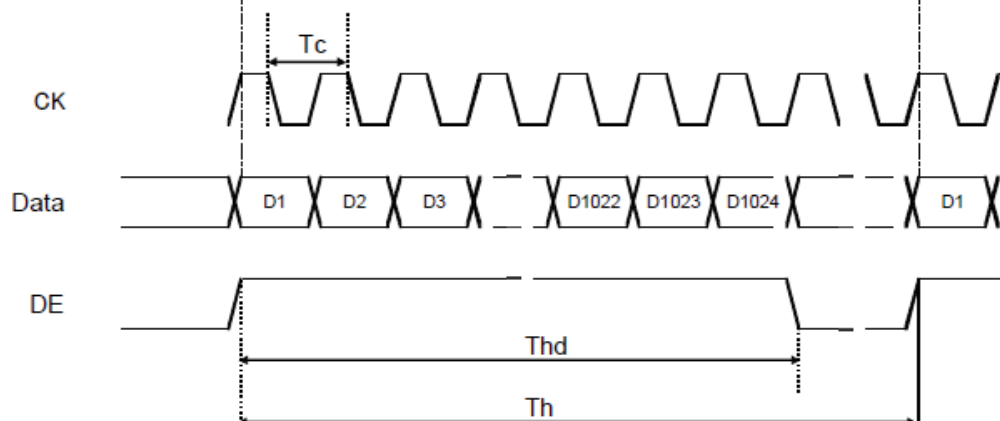 Tc
CK
Data D1 D2 D3 D1022 D1023 D1024 D1
DE
Thd
Th